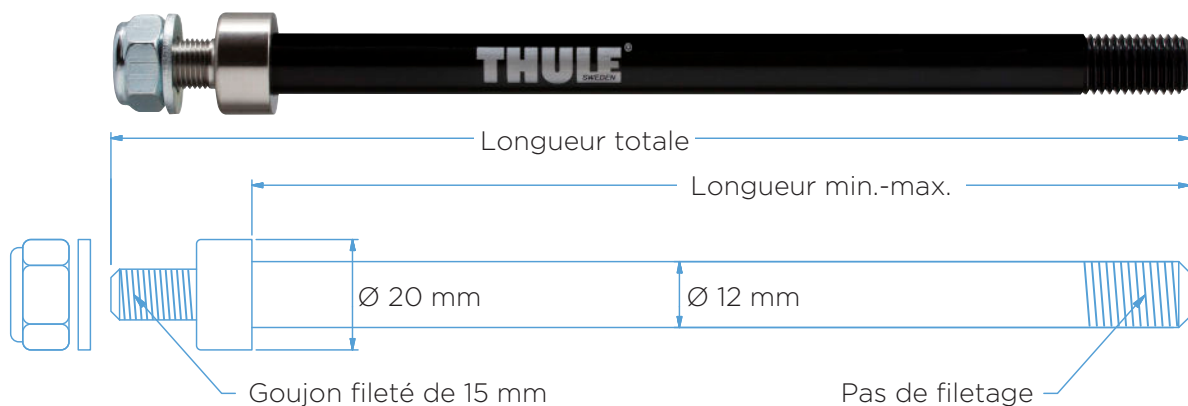 THULE®
SWEDEN
Longueur totale
Longueur min.-max.
Ø 20 mm
Ø 12 mm
Goujon fileté de 15 mm
Pas de filetage